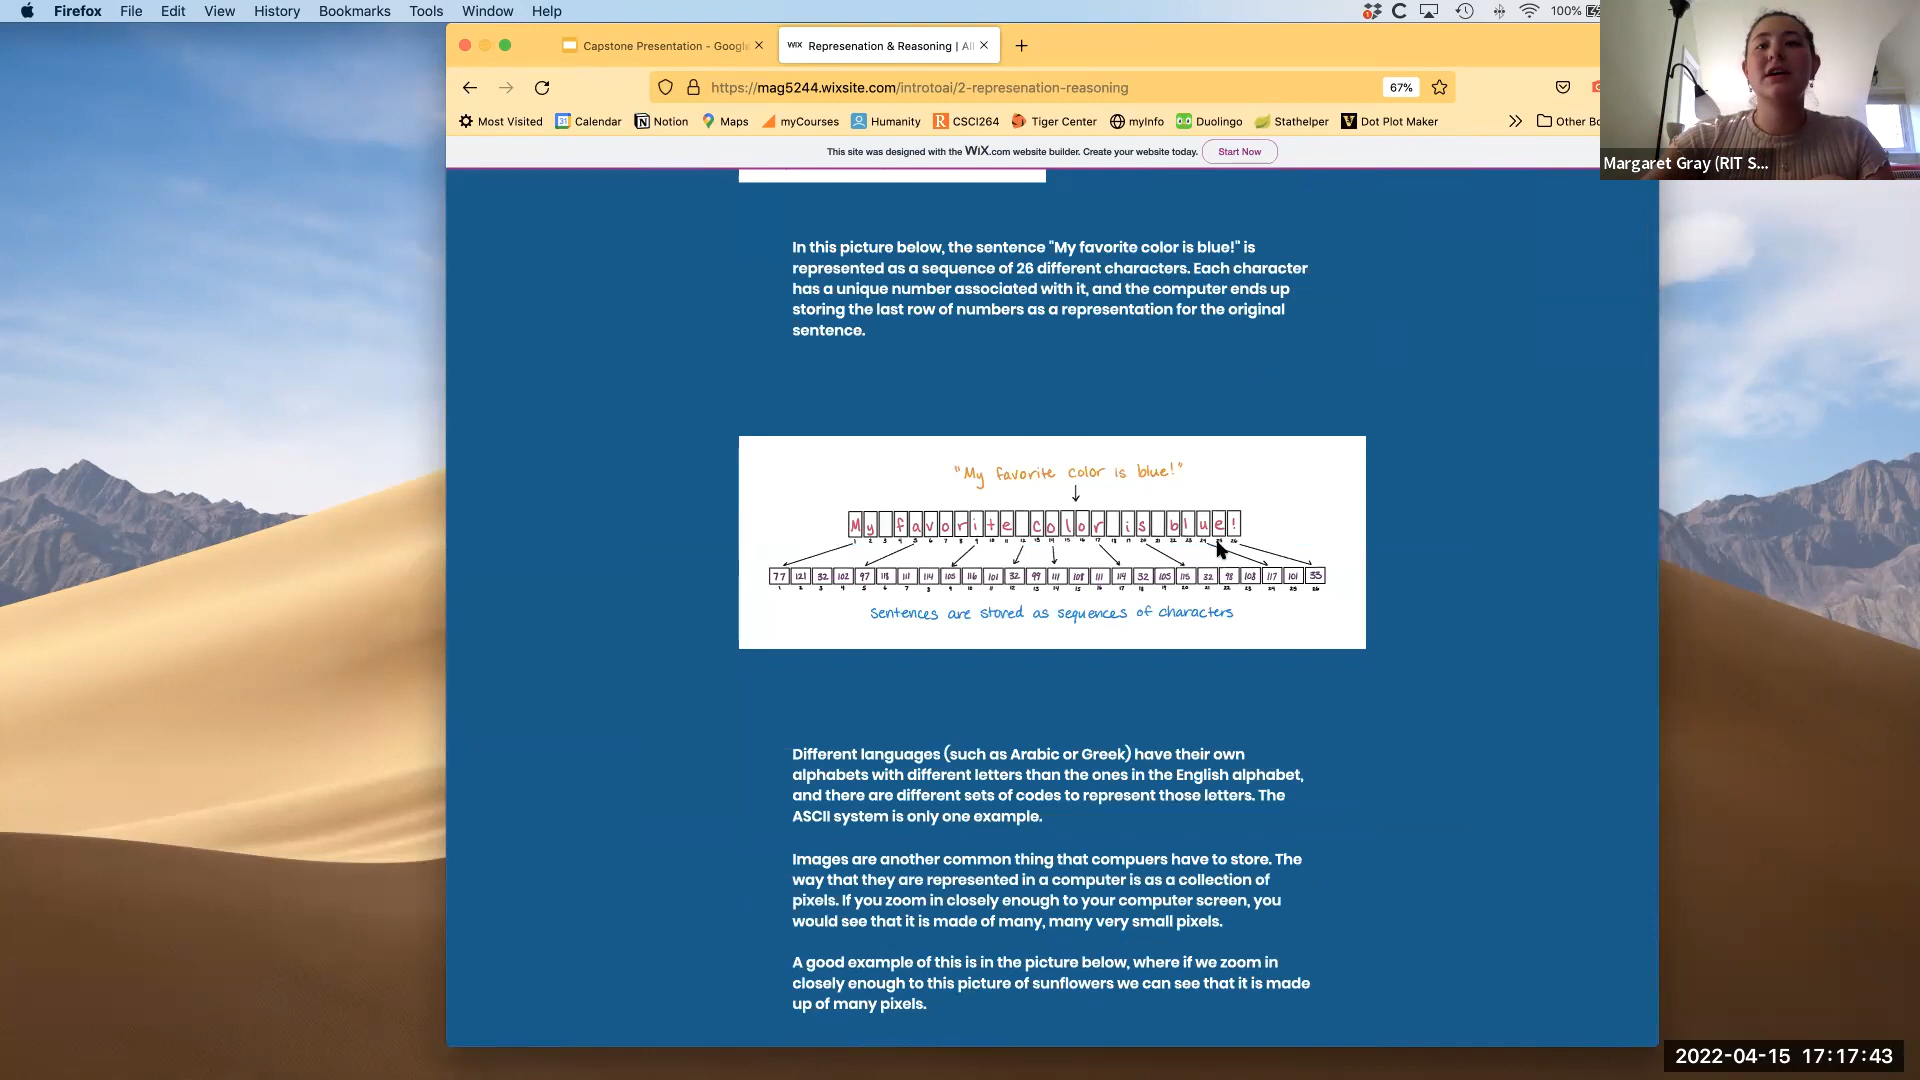 Firefox File Edit View History Bookmarks Tools Window Help
100%
Capstone Presentation - Google
WIX Represenation & Reasoning | All
https://mag5244.wixsite.com/introtoai/2-represenation-reasoning
67%
Most Visited Calendar Notion Maps myCourses Humanity CSCI264 Tiger Center myInfo Duolingo Stathelper Dot Plot Maker Other Bo
This site was designed with the WiX.com website builder. Create your website today. Start Now
Margaret Gray (RIT S...
In this picture below, the sentence "My favorite color is blue!" is
represented as a sequence of 26 different characters. Each character
has a unique number associated with it, and the computer ends up
storing the last row of numbers as a representation for the original
sentence.
"My favorite color is blue!"
My favorite color is blue!
77 121 32 102 97 118 111 114 105 116 101 32 99 111 108 111 114 32 105 115 32 98 108 117 101 33
Sentences are stored as sequences of characters
Different languages (such as Arabic or Greek) have their own
alphabets with different letters than the ones in the English alphabet,
and there are different sets of codes to represent those letters. The
ASCII system is only one example.
Images are another common thing that compuers have to store. The
way that they are represented in a computer is as a collection of
pixels. If you zoom in closely enough to your computer screen, you
would see that it is made of many, many very small pixels.
A good example of this is in the picture below, where if we zoom in
closely enough to this picture of sunflowers we can see that it is made
up of many pixels.
2022-04-15 17:17:43